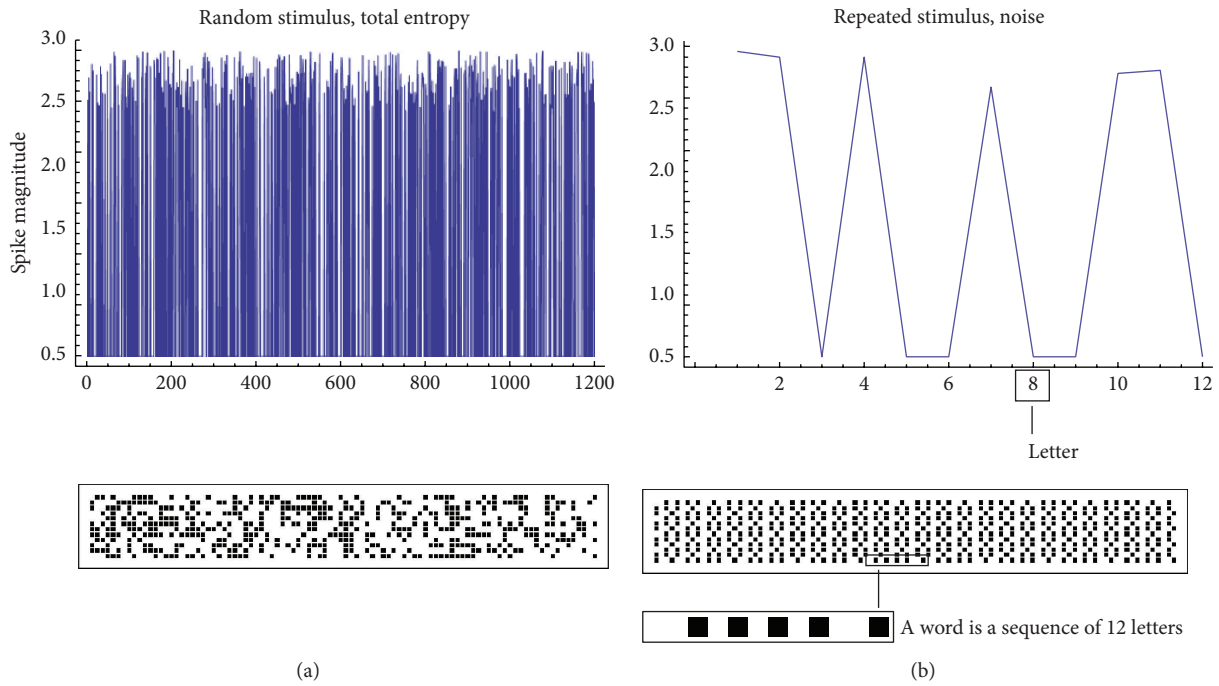 Random stimulus, total entropy
3.0
2.5
2.0
1.5
1.0
0.5
Spike magnitude
0 200 400 600 800 1000 1200
(a)
Repeated stimulus, noise
3.0
2.5
2.0
1.5
1.0
0.5
2 4 6 8 10 12
Letter
A word is a sequence of 12 letters
(b)